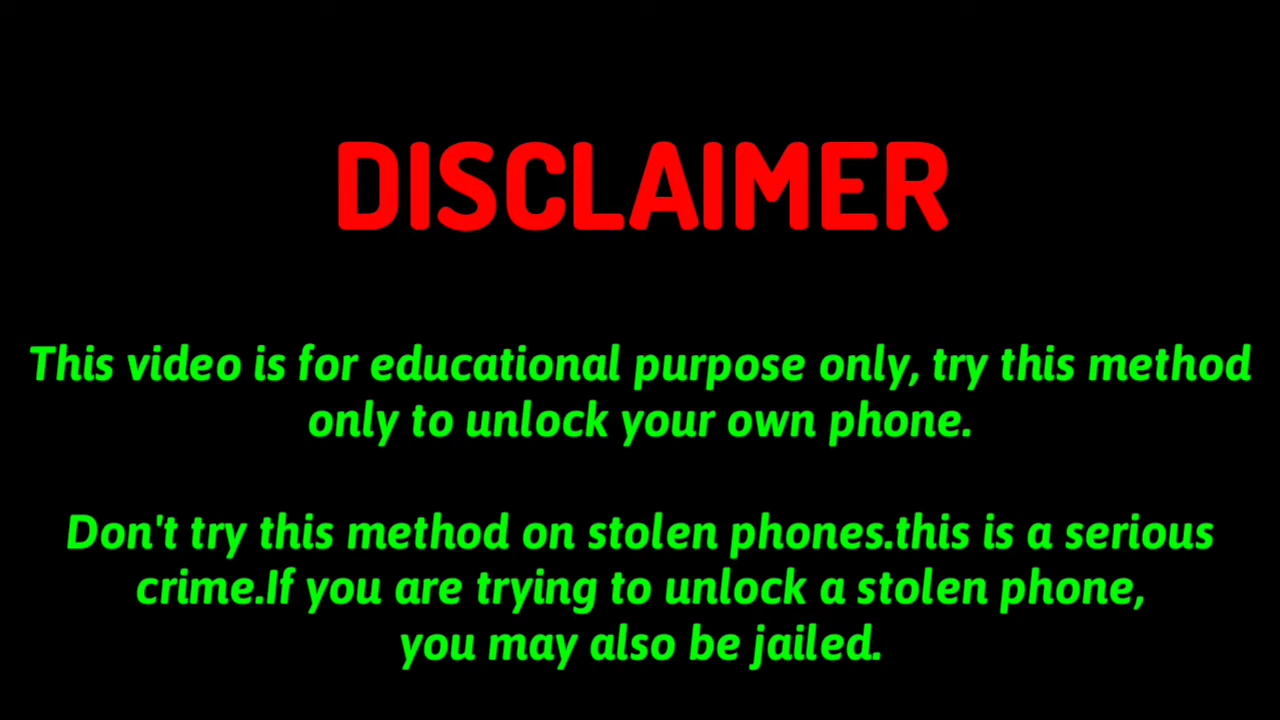 DISCLAIMER
This video is for educational purpose only, try this method
only to unlock your own phone.
Don't try this method on stolen phones.this is a serious
crime.If you are trying to unlock a stolen phone,
you may also be jailed.